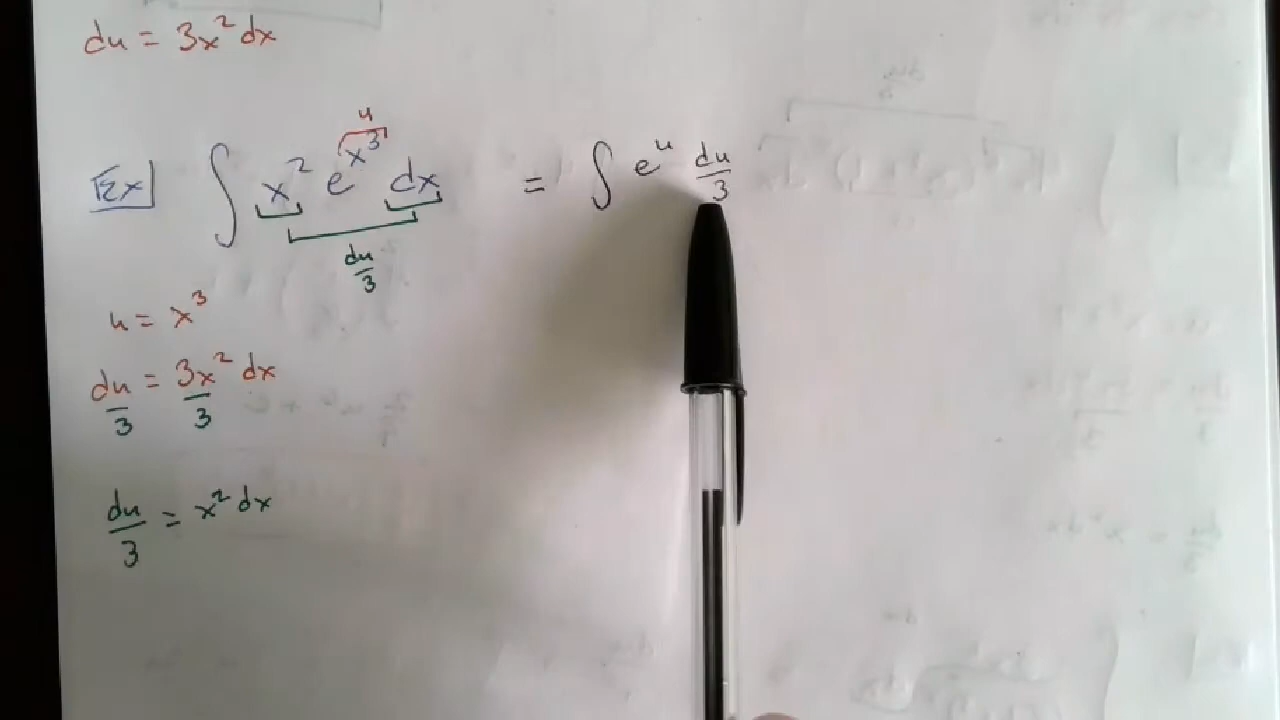 du = 3x² dx
Ex ∫ x² e^x³ dx = ∫ e^u du/3
u
du/3
u = x³
du/3 = 3x²/3 dx
du/3 = x² dx